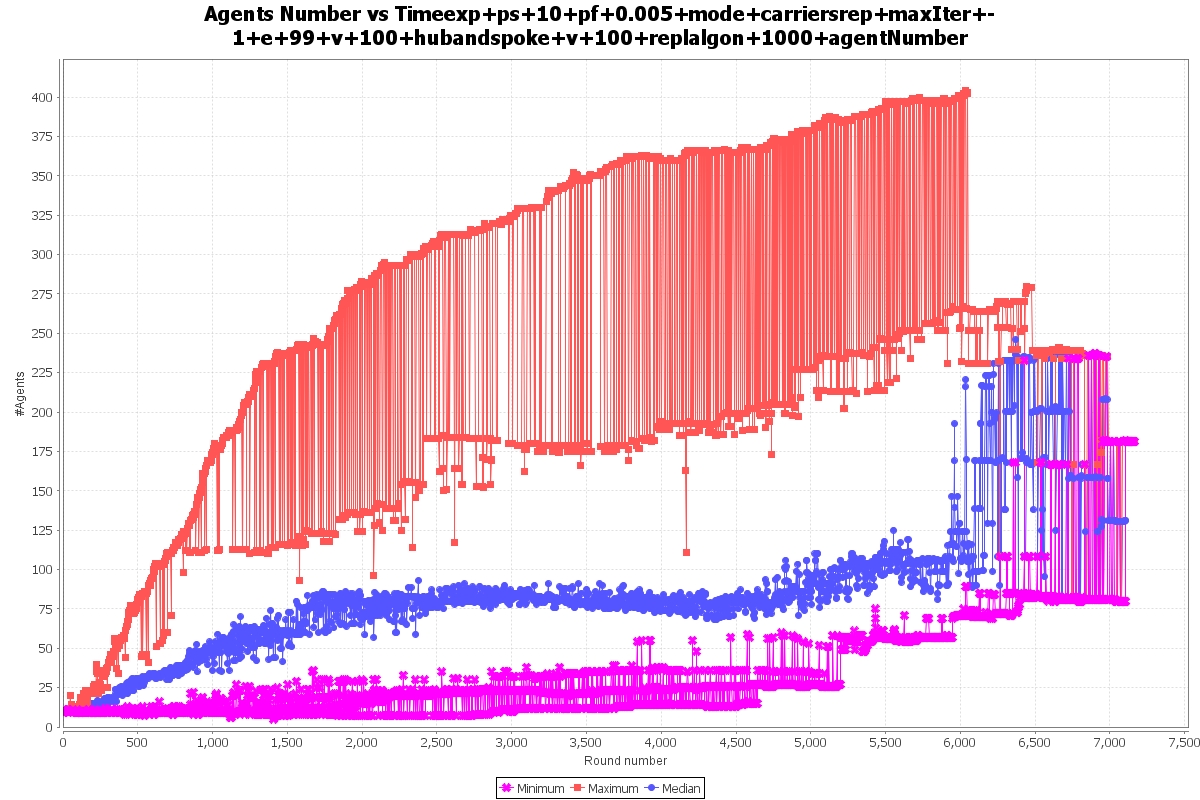 Agents Number vs Timeexp+ps+10+pf+0.005+mode+carriersrep+maxIter+-
1+e+99+v+100+hubandspoke+v+100+replalgon+1000+agentNumber
400
375
350
325
300
275
250
225
200
175
150
125
100
75
50
25
0
#Agents
0 500 1,000 1,500 2,000 2,500 3,000 3,500 4,000 4,500 5,000 5,500 6,000 6,500 7,000 7,500
Round number
Minimum Maximum Median